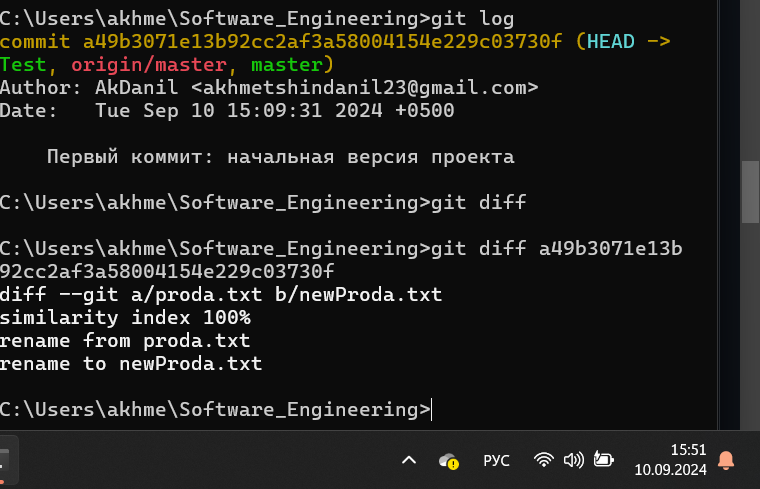 C:\Users\akhme\Software_Engineering>git log
commit a49b3071e13b92cc2af3a58004154e229c03730f (HEAD ->
Test, origin/master, master)
Author: AkDanil <akhmetshindanil23@gmail.com>
Date:   Tue Sep 10 15:09:31 2024 +0500
    Первый коммит: начальная версия проекта
C:\Users\akhme\Software_Engineering>git diff
C:\Users\akhme\Software_Engineering>git diff a49b3071e13b
92cc2af3a58004154e229c03730f
diff --git a/proda.txt b/newProda.txt
similarity index 100%
rename from proda.txt
rename to newProda.txt
C:\Users\akhme\Software_Engineering>
РУС
15:51
10.09.2024